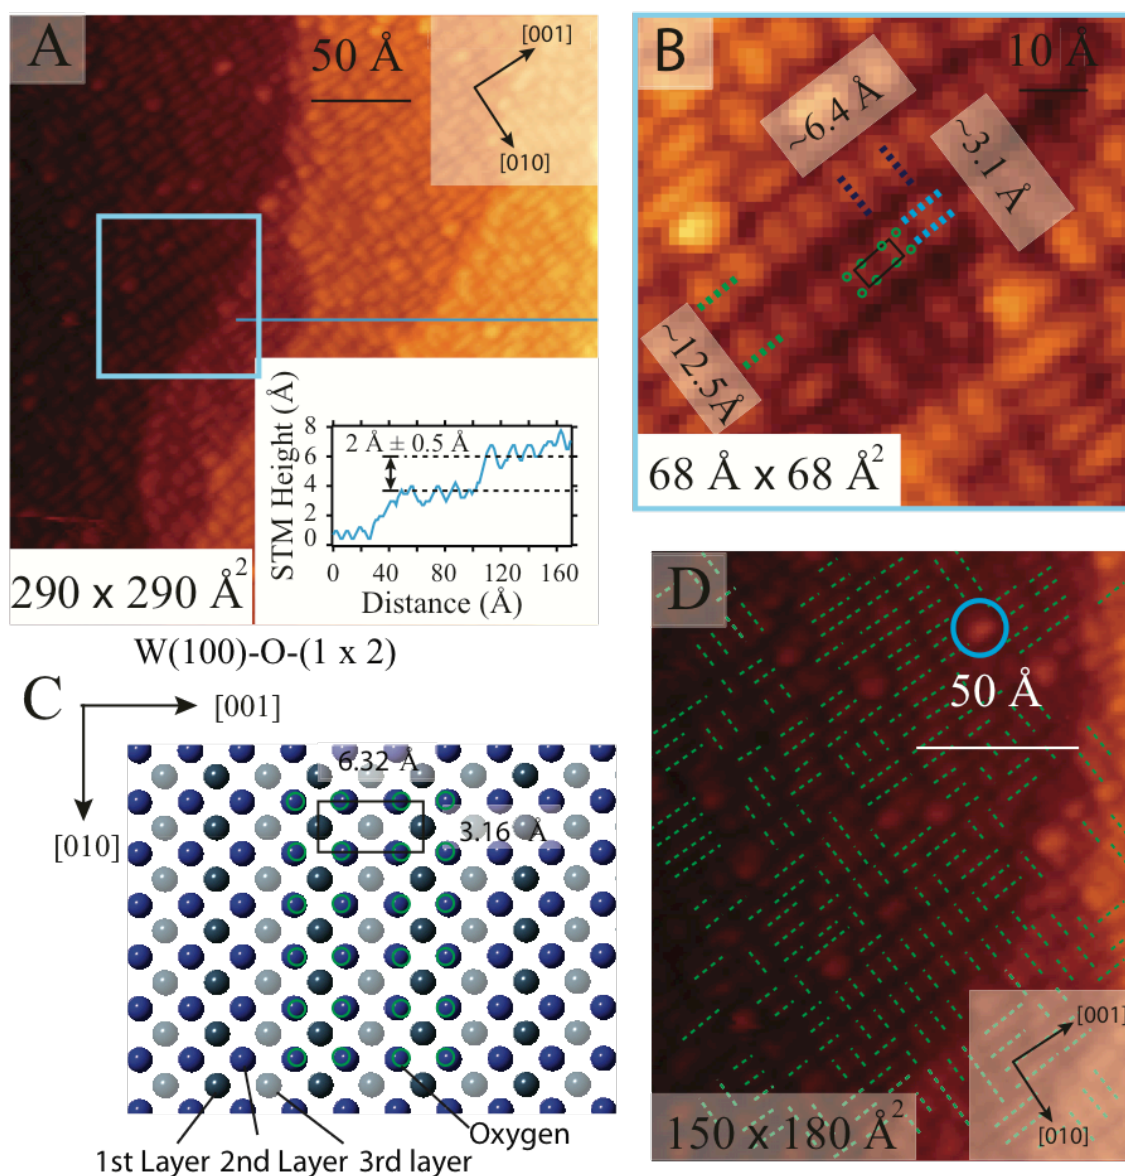 A
50 Å
[001]
[010]
STM Height (Å)
8
6
4
2
0
2 Å ± 0.5 Å
0 40 80 120 160
Distance (Å)
290 x 290 Å²
B
10 Å
~6.4 Å
~3.1 Å
~12.5Å
68 Å x 68 Å²
W(100)-O-(1 x 2)
C
[001]
[010]
6.32 Å
3.16 Å
Oxygen
1st Layer 2nd Layer 3rd layer
D
50 Å
[001]
[010]
150 x 180 Å²